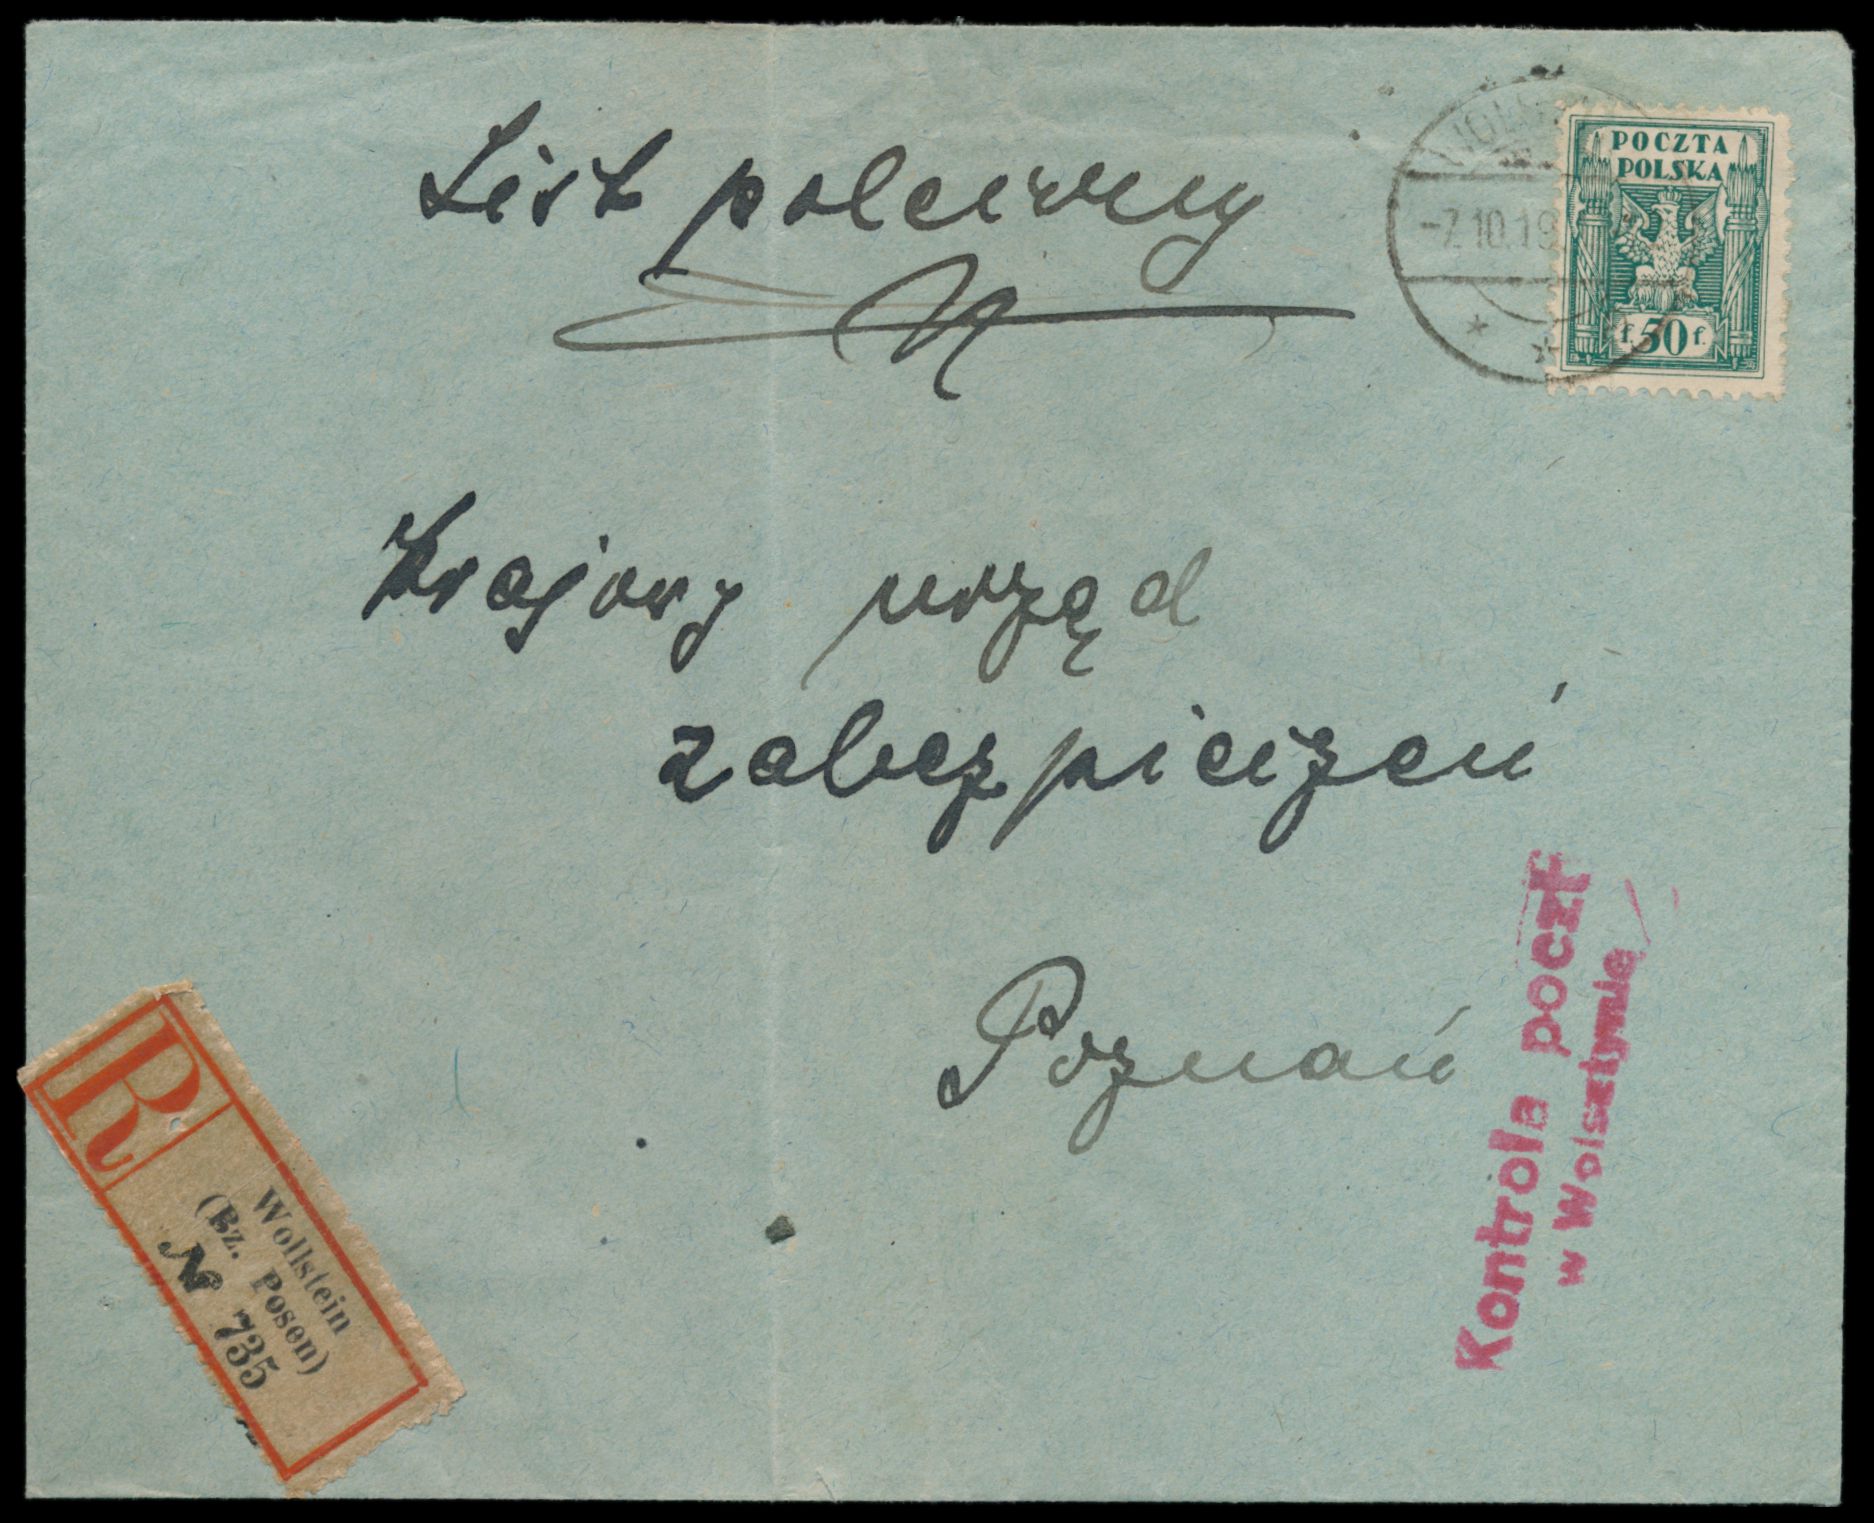 List polecony
POCZTA
POLSKA
f. 50 f.
-7.10.19
Krajowy urząd
zabezpieczeń
Poznań
Kontrola poczt
w Wolsztynie
R
Wollstein
(Bz. Posen)
№ 735